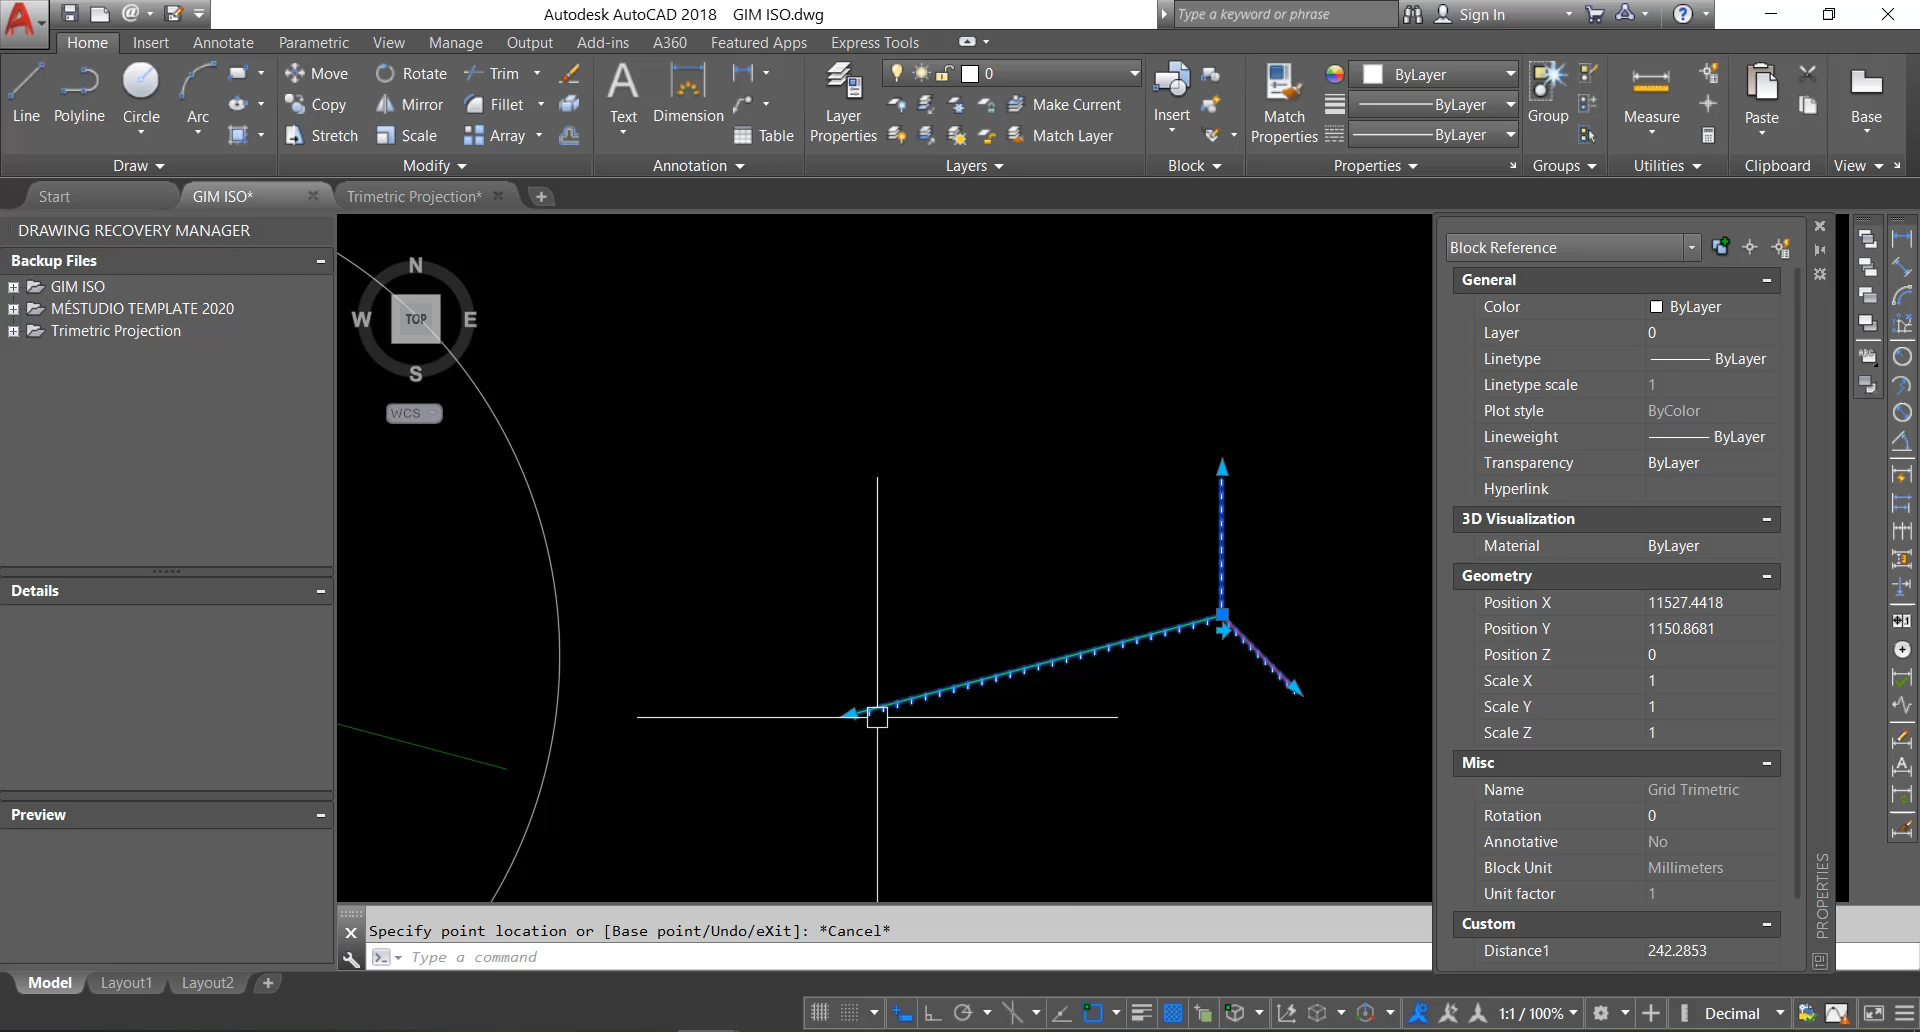 Autodesk AutoCAD 2018 GIM ISO.dwg
Type a keyword or phrase
Sign In
Home Insert Annotate Parametric View Manage Output Add-ins A360 Featured Apps Express Tools
Line Polyline Circle Arc
Draw
Move Rotate Trim
Copy Mirror Fillet
Stretch Scale Array
Modify
Text Dimension Table
Annotation
Layer Properties
0
Make Current
Match Layer
Layers
Insert
Block
Match Properties
ByLayer
ByLayer
ByLayer
Properties
Group
Groups
Measure
Utilities
Paste
Clipboard
Base
View
Start GIM ISO* Trimetric Projection*
DRAWING RECOVERY MANAGER
Backup Files
GIM ISO
MÉSTUDIO TEMPLATE 2020
Trimetric Projection
Details
Preview
N
W TOP E
S
WCS
Block Reference
General
Color ByLayer
Layer 0
Linetype ByLayer
Linetype scale 1
Plot style ByColor
Lineweight ByLayer
Transparency ByLayer
Hyperlink
3D Visualization
Material ByLayer
Geometry
Position X 11527.4418
Position Y 1150.8681
Position Z 0
Scale X 1
Scale Y 1
Scale Z 1
Misc
Name Grid Trimetric
Rotation 0
Annotative No
Block Unit Millimeters
Unit factor 1
Custom
Distance1 242.2853
PROPERTIES
Specify point location or [Base point/Undo/eXit]: *Cancel*
Type a command
Model Layout1 Layout2
1:1 / 100% Decimal